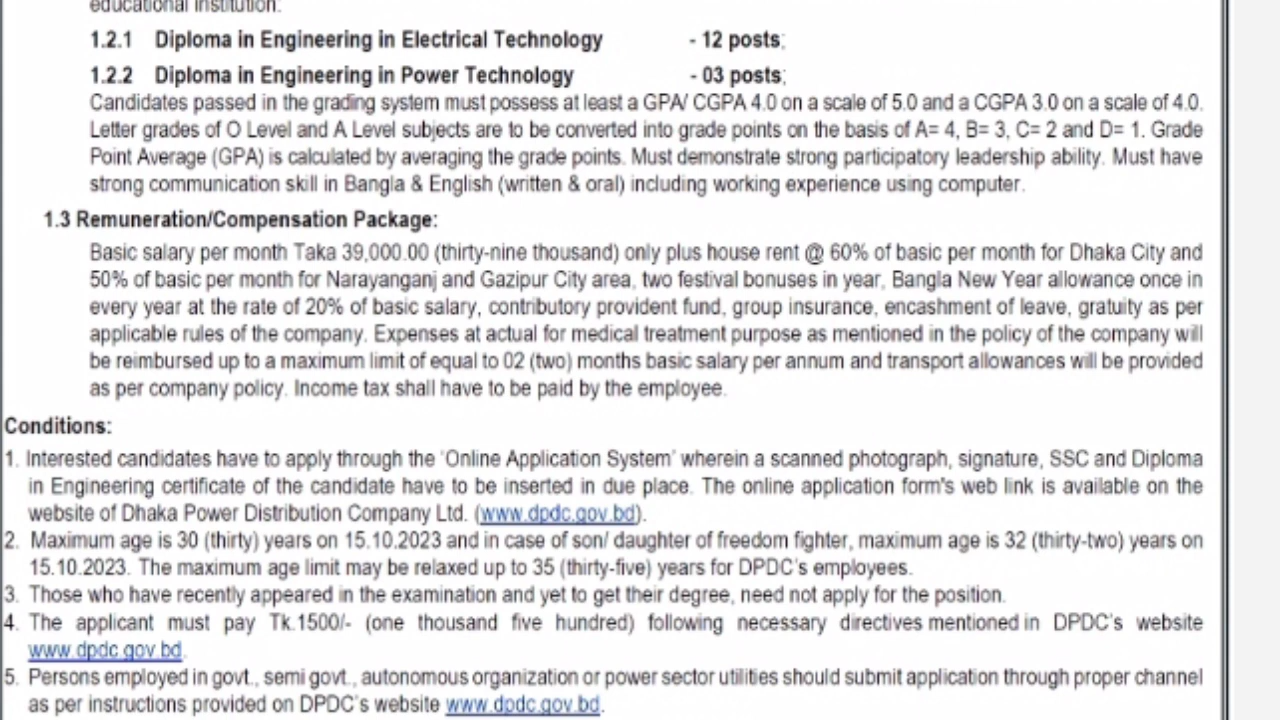 educational institution:
1.2.1 Diploma in Engineering in Electrical Technology - 12 posts;
1.2.2 Diploma in Engineering in Power Technology - 03 posts;
Candidates passed in the grading system must possess at least a GPA/ CGPA 4.0 on a scale of 5.0 and a CGPA 3.0 on a scale of 4.0.
Letter grades of O Level and A Level subjects are to be converted into grade points on the basis of A= 4, B= 3, C= 2 and D= 1. Grade
Point Average (GPA) is calculated by averaging the grade points. Must demonstrate strong participatory leadership ability. Must have
strong communication skill in Bangla & English (written & oral) including working experience using computer.
1.3 Remuneration/Compensation Package:
Basic salary per month Taka 39,000.00 (thirty-nine thousand) only plus house rent @ 60% of basic per month for Dhaka City and
50% of basic per month for Narayanganj and Gazipur City area, two festival bonuses in year, Bangla New Year allowance once in
every year at the rate of 20% of basic salary, contributory provident fund, group insurance, encashment of leave, gratuity as per
applicable rules of the company. Expenses at actual for medical treatment purpose as mentioned in the policy of the company will
be reimbursed up to a maximum limit of equal to 02 (two) months basic salary per annum and transport allowances will be provided
as per company policy. Income tax shall have to be paid by the employee.
Conditions:
1. Interested candidates have to apply through the 'Online Application System' wherein a scanned photograph, signature, SSC and Diploma
in Engineering certificate of the candidate have to be inserted in due place. The online application form's web link is available on the
website of Dhaka Power Distribution Company Ltd. (www.dpdc.gov.bd).
2. Maximum age is 30 (thirty) years on 15.10.2023 and in case of son/ daughter of freedom fighter, maximum age is 32 (thirty-two) years on
15.10.2023. The maximum age limit may be relaxed up to 35 (thirty-five) years for DPDC's employees.
3. Those who have recently appeared in the examination and yet to get their degree, need not apply for the position.
4. The applicant must pay Tk.1500/- (one thousand five hundred) following necessary directives mentioned in DPDC's website
www.dpdc.gov.bd.
5. Persons employed in govt., semi govt., autonomous organization or power sector utilities should submit application through proper channel
as per instructions provided on DPDC's website www.dpdc.gov.bd.